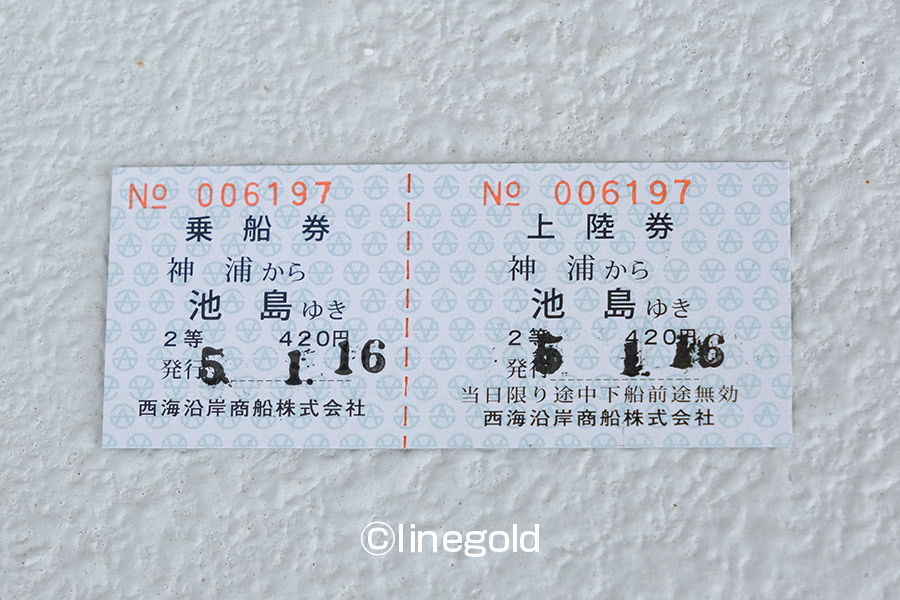 No 006197
乗船券
神浦から
池島ゆき
2等 420円
発行 5. 1. 16
西海沿岸商船株式会社
No 006197
上陸券
神浦から
池島ゆき
2等 420円
発行 5 1. 16
当日限り途中下船前途無効
西海沿岸商船株式会社
©linegold